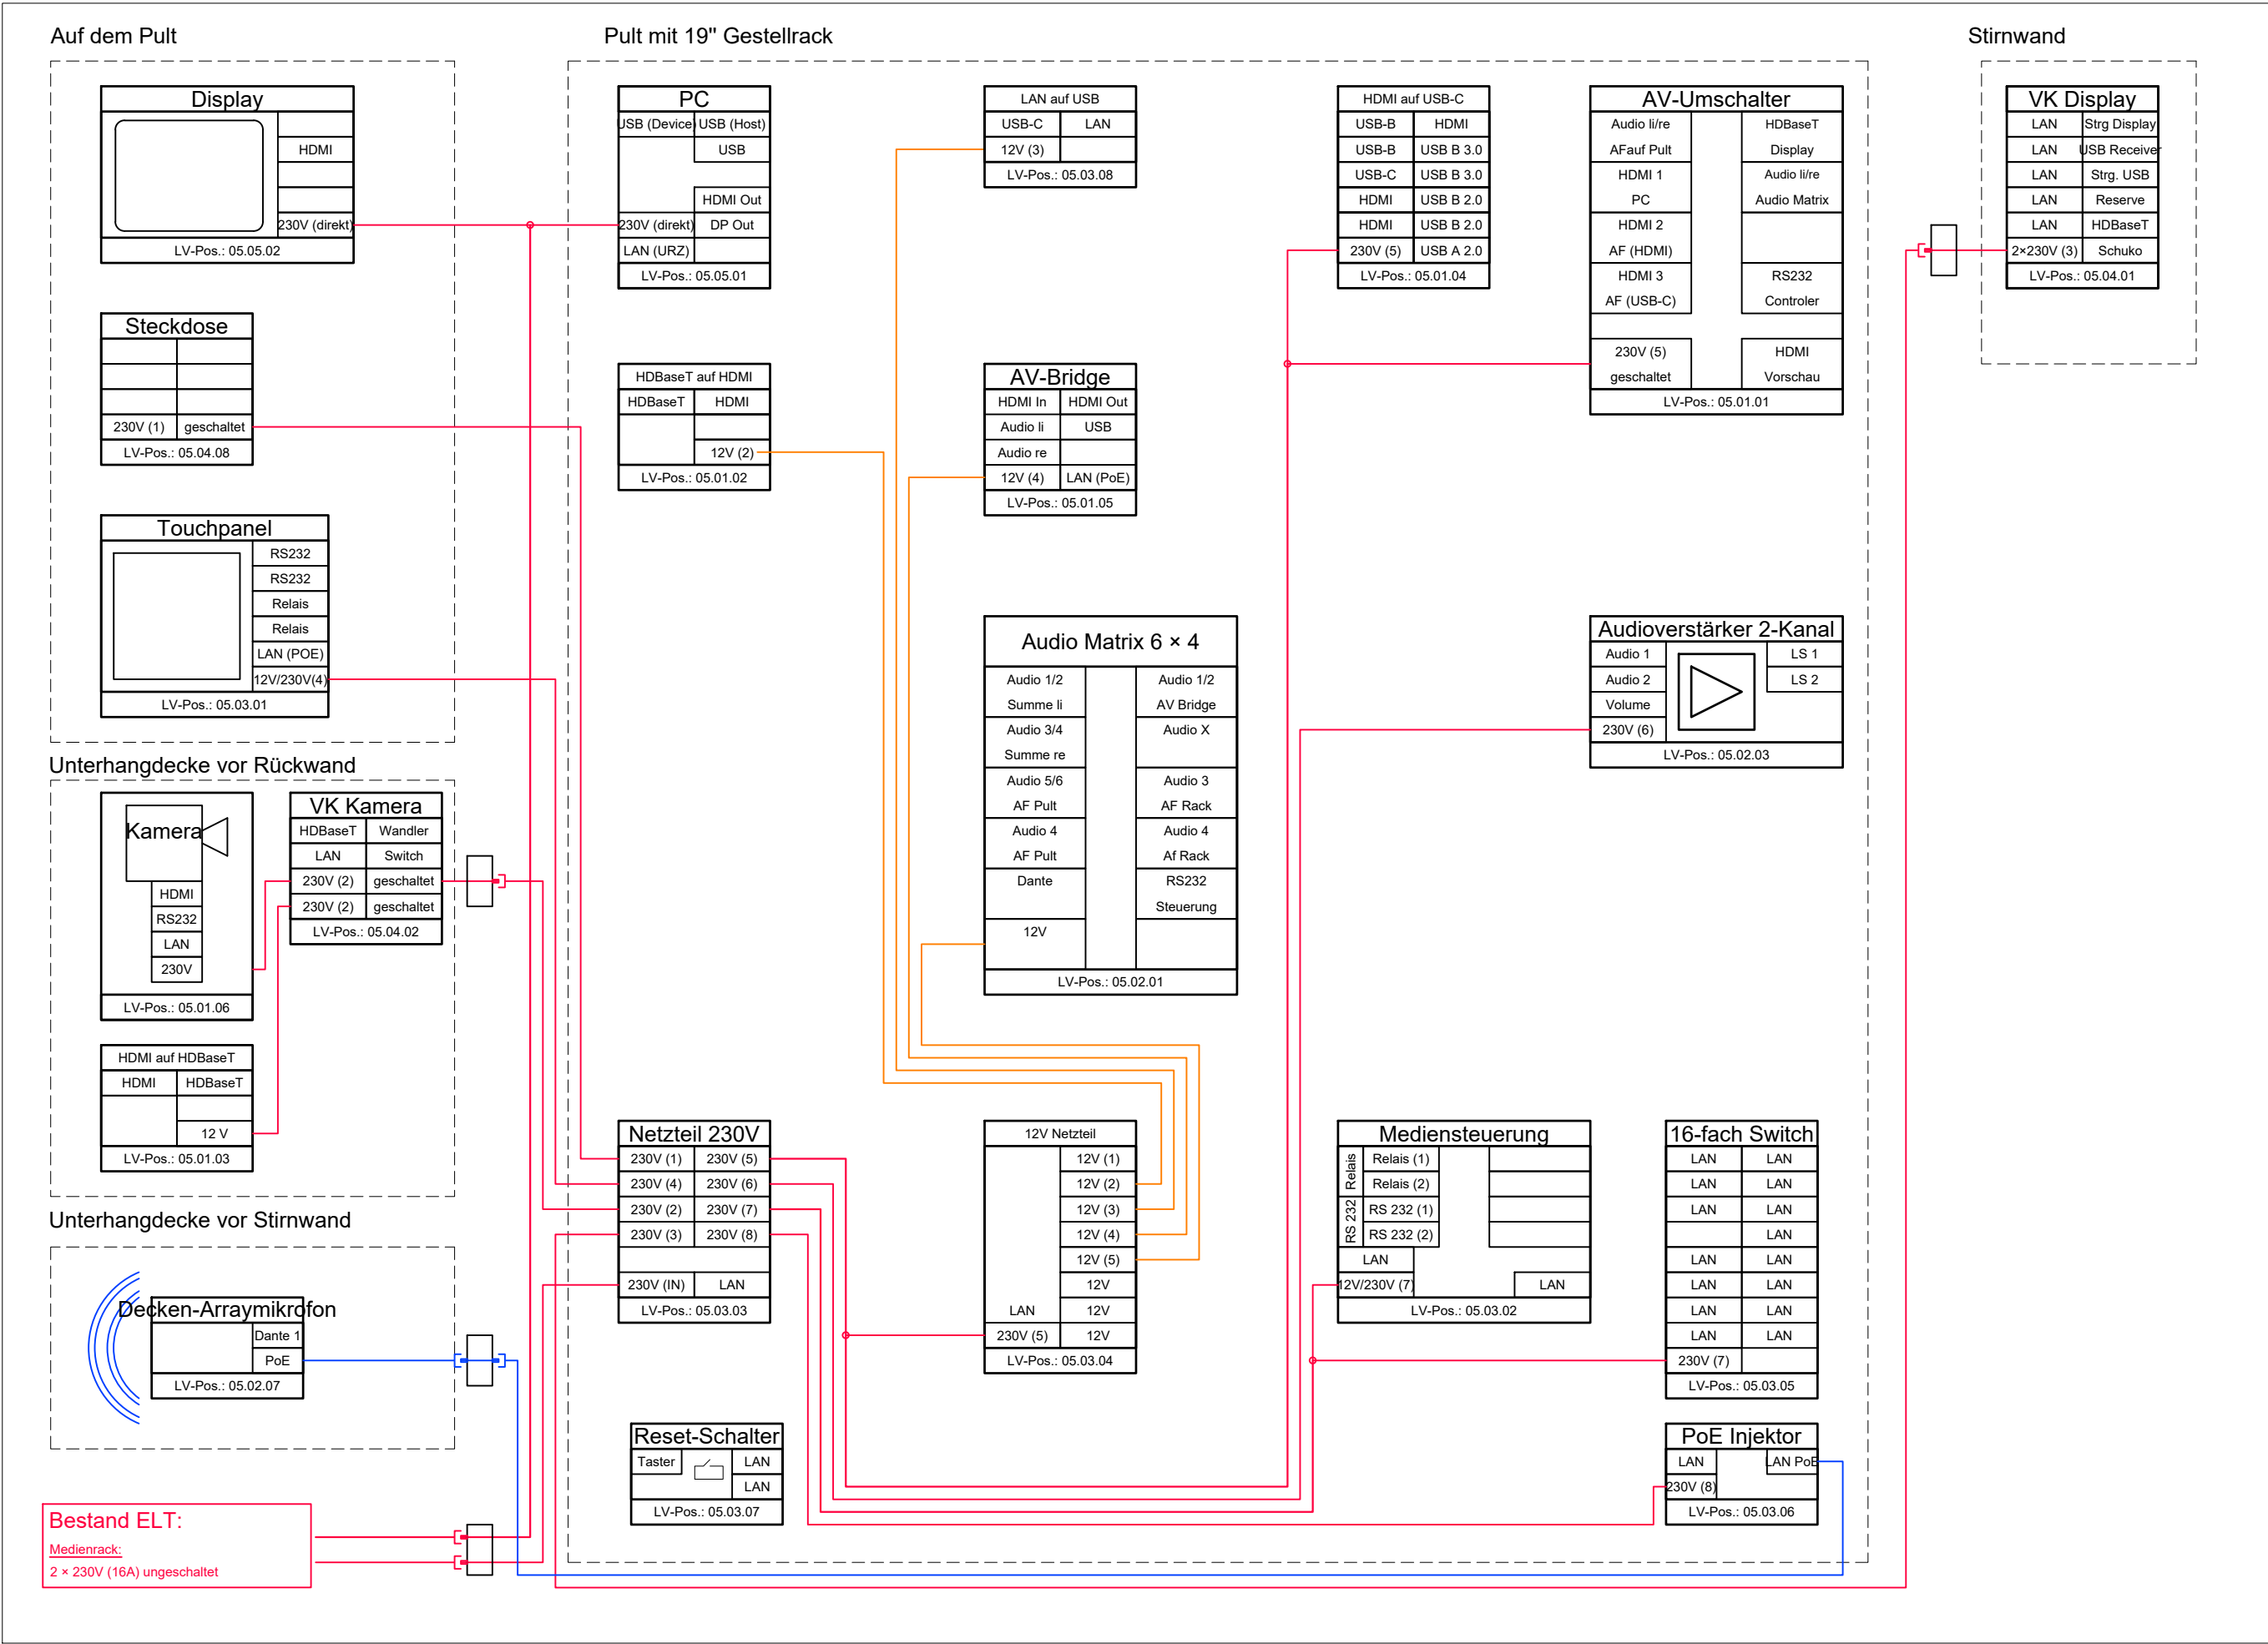 Auf dem Pult
Display
HDMI
230V (direkt)
LV-Pos.: 05.05.02
Steckdose
230V (1) geschaltet
LV-Pos.: 05.04.08
Touchpanel
RS232
RS232
Relais
Relais
LAN (POE)
12V/230V(4)
LV-Pos.: 05.03.01
Unterhangdecke vor Rückwand
Kamera
HDMI
RS232
LAN
230V
LV-Pos.: 05.01.06
VK Kamera
HDBaseT Wandler
LAN Switch
230V (2) geschaltet
230V (2) geschaltet
LV-Pos.: 05.04.02
HDMI auf HDBaseT
HDMI HDBaseT
12 V
LV-Pos.: 05.01.03
Unterhangdecke vor Stirnwand
Decken-Arraymikrofon
Dante 1
PoE
LV-Pos.: 05.02.07
Bestand ELT:
Medienrack:
2 × 230V (16A) ungeschaltet
Pult mit 19" Gestellrack
PC
USB (Device) USB (Host)
USB
HDMI Out
230V (direkt) DP Out
LAN (URZ)
LV-Pos.: 05.05.01
HDBaseT auf HDMI
HDBaseT HDMI
12V (2)
LV-Pos.: 05.01.02
Netzteil 230V
230V (1) 230V (5)
230V (4) 230V (6)
230V (2) 230V (7)
230V (3) 230V (8)
230V (IN) LAN
LV-Pos.: 05.03.03
Reset-Schalter
Taster LAN
LAN
LV-Pos.: 05.03.07
LAN auf USB
USB-C LAN
12V (3)
LV-Pos.: 05.03.08
AV-Bridge
HDMI In HDMI Out
Audio li USB
Audio re
12V (4) LAN (PoE)
LV-Pos.: 05.01.05
Audio Matrix 6 × 4
Audio 1/2 Audio 1/2
Summe li AV Bridge
Audio 3/4 Audio X
Summe re
Audio 5/6 Audio 3
AF Pult AF Rack
Audio 4 Audio 4
AF Pult Af Rack
Dante RS232
Steuerung
12V
LV-Pos.: 05.02.01
12V Netzteil
12V (1)
12V (2)
12V (3)
12V (4)
12V (5)
12V
LAN 12V
230V (5) 12V
LV-Pos.: 05.03.04
HDMI auf USB-C
USB-B HDMI
USB-B USB B 3.0
USB-C USB B 3.0
HDMI USB B 2.0
HDMI USB B 2.0
230V (5) USB A 2.0
LV-Pos.: 05.01.04
AV-Umschalter
Audio li/re HDBaseT
AFauf Pult Display
HDMI 1 Audio li/re
PC Audio Matrix
HDMI 2
AF (HDMI)
HDMI 3 RS232
AF (USB-C) Controler
230V (5) HDMI
geschaltet Vorschau
LV-Pos.: 05.01.01
Audioverstärker 2-Kanal
Audio 1 LS 1
Audio 2 LS 2
Volume
230V (6)
LV-Pos.: 05.02.03
Mediensteuerung
Relais
Relais (1)
Relais (2)
RS 232
RS 232 (1)
RS 232 (2)
LAN
12V/230V (7) LAN
LV-Pos.: 05.03.02
16-fach Switch
LAN LAN
LAN LAN
LAN LAN
LAN
LAN LAN
LAN LAN
LAN LAN
LAN LAN
230V (7)
LV-Pos.: 05.03.05
PoE Injektor
LAN LAN PoE
230V (8)
LV-Pos.: 05.03.06
Stirnwand
VK Display
LAN Strg Display
LAN USB Receiver
LAN Strg. USB
LAN Reserve
LAN HDBaseT
2×230V (3) Schuko
LV-Pos.: 05.04.01